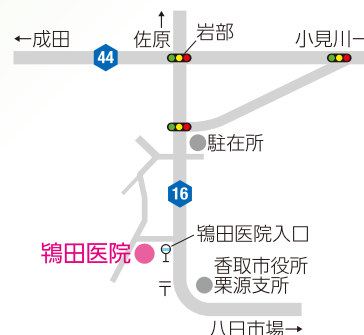 ←成田
佐原
岩部
小見川
44
駐在所
16
鴇田医院入口
鴇田医院
〒
香取市役所
栗源支所
八日市場→